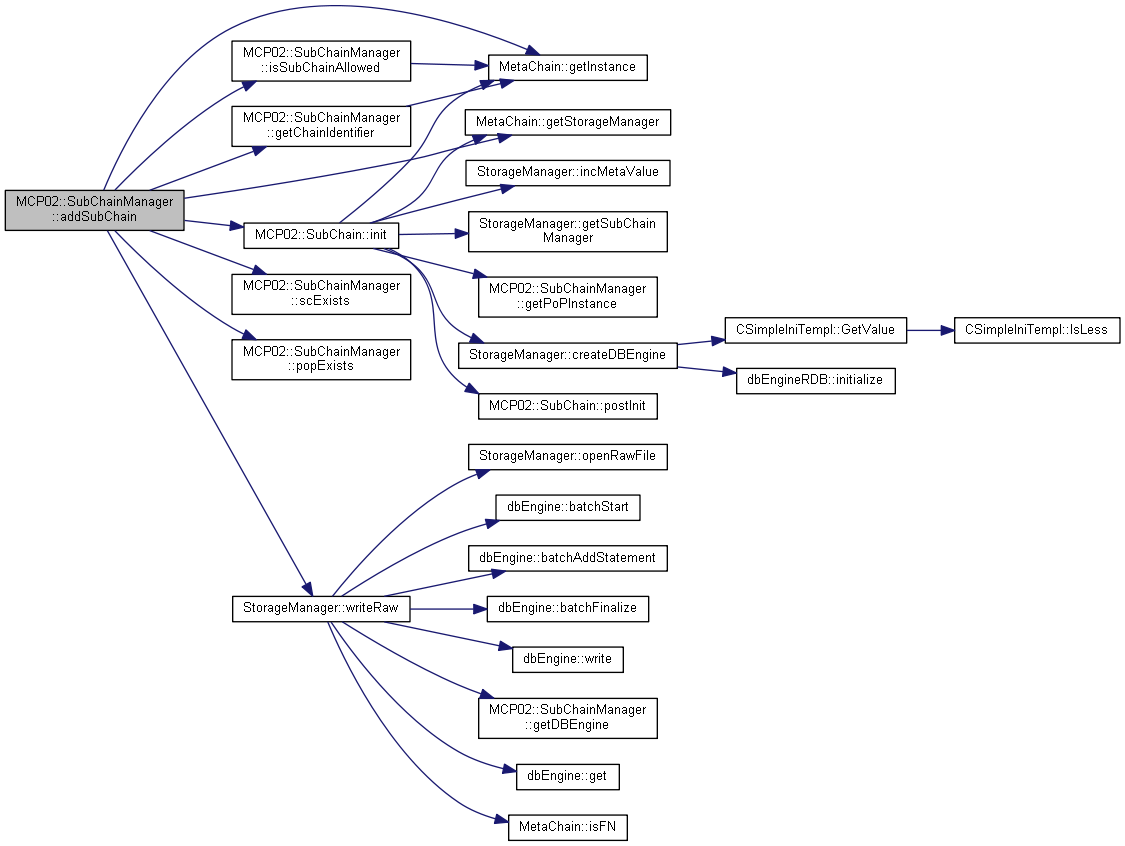 MCP02::SubChainManager
::addSubChain
MCP02::SubChainManager
::isSubChainAllowed
MCP02::SubChainManager
::getChainIdentifier
MCP02::SubChain::init
MCP02::SubChainManager
::scExists
MCP02::SubChainManager
::popExists
StorageManager::writeRaw
MetaChain::getInstance
MetaChain::getStorageManager
StorageManager::incMetaValue
StorageManager::getSubChain
Manager
MCP02::SubChainManager
::getPoPInstance
StorageManager::createDBEngine
MCP02::SubChain::postInit
StorageManager::openRawFile
dbEngine::batchStart
dbEngine::batchAddStatement
dbEngine::batchFinalize
dbEngine::write
MCP02::SubChainManager
::getDBEngine
dbEngine::get
MetaChain::isFN
CSimpleIniTempl::GetValue
dbEngineRDB::initialize
CSimpleIniTempl::IsLess